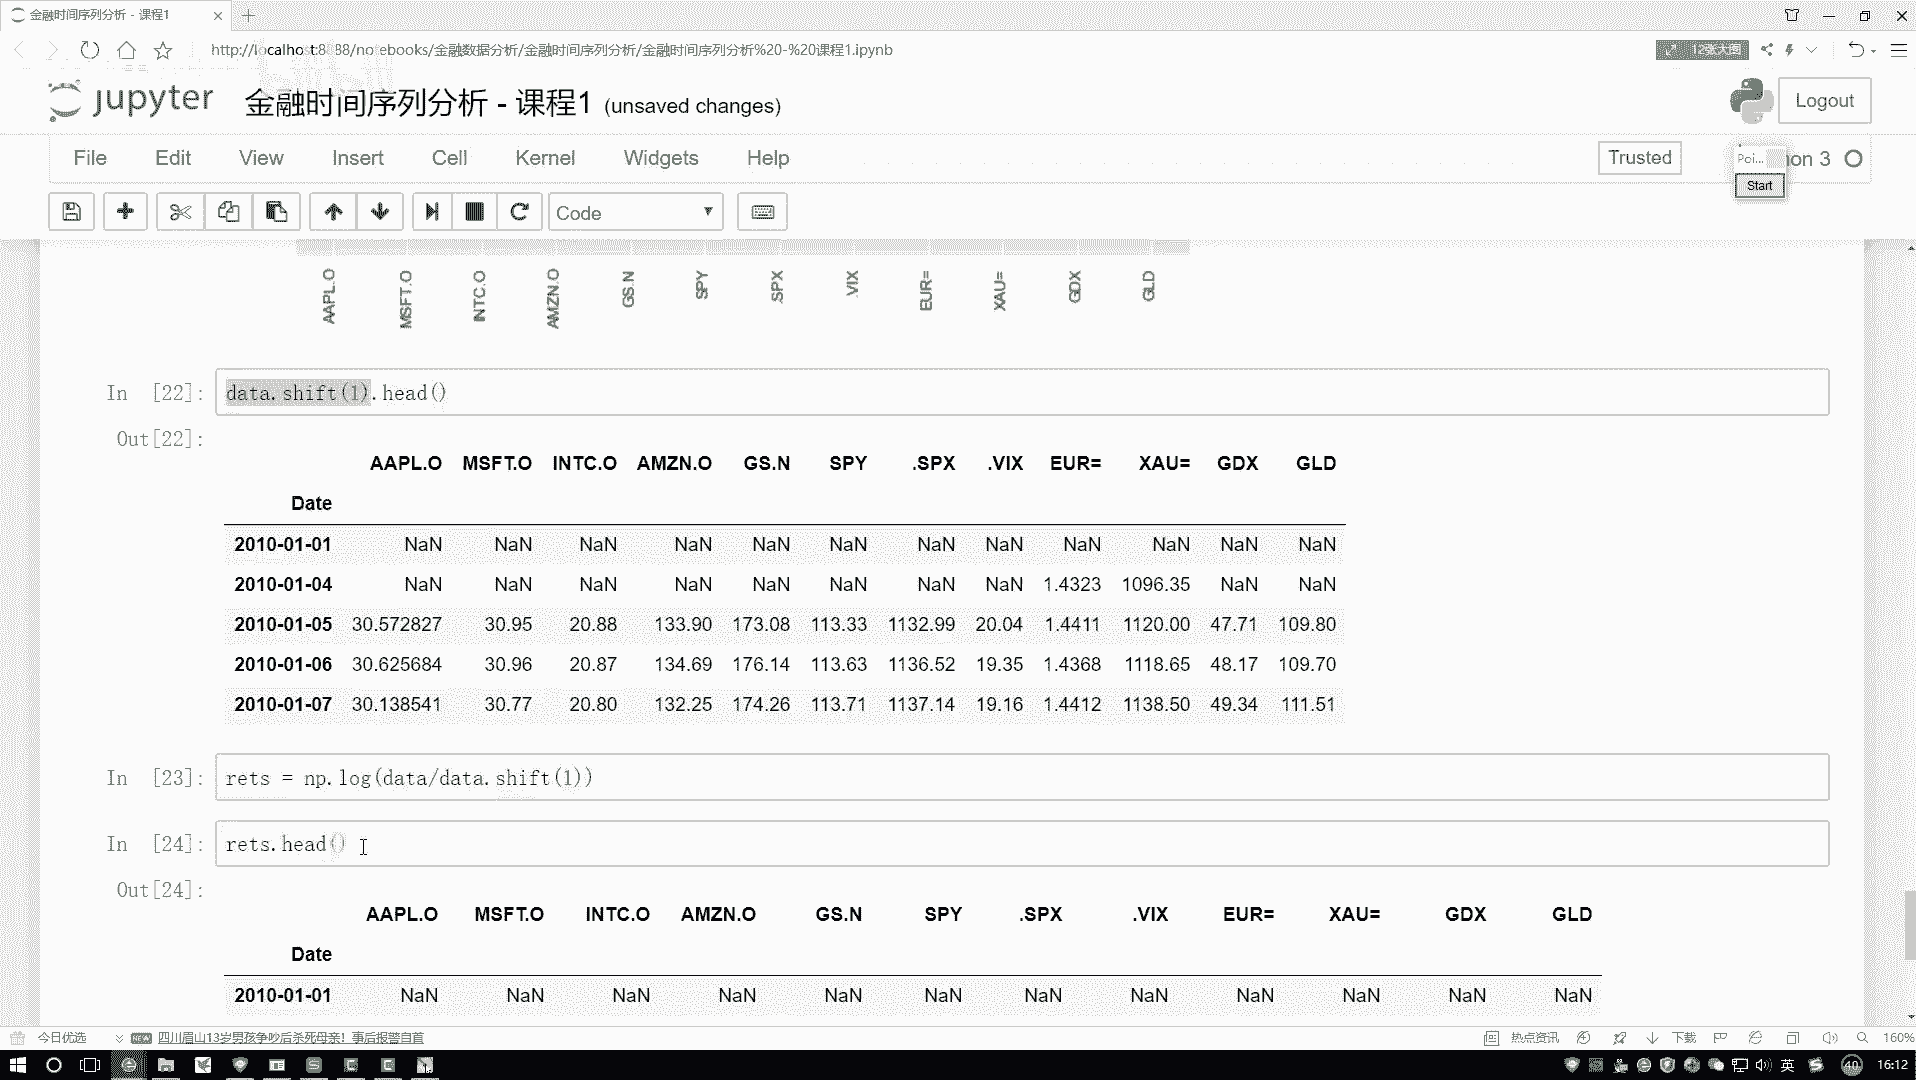 金融时间序列分析 - 课程1
http://localhost:8888/notebooks/金融数据分析/金融时间序列分析/金融时间序列分析%20-%20课程1.ipynb
12张大图
jupyter 金融时间序列分析 - 课程1 (unsaved changes)
Logout
File Edit View Insert Cell Kernel Widgets Help
Trusted
Poi... hon 3
Start
Code
AAPL.O MSFT.O INTC.O AMZN.O GS.N SPY .SPX .VIX EUR= XAU= GDX GLD
In [22]: data.shift(1).head()
Out[22]:
AAPL.O MSFT.O INTC.O AMZN.O GS.N SPY .SPX .VIX EUR= XAU= GDX GLD
Date
2010-01-01 NaN NaN NaN NaN NaN NaN NaN NaN NaN NaN NaN NaN
2010-01-04 NaN NaN NaN NaN NaN NaN NaN NaN 1.4323 1096.35 NaN NaN
2010-01-05 30.572827 30.95 20.88 133.90 173.08 113.33 1132.99 20.04 1.4411 1120.00 47.71 109.80
2010-01-06 30.625684 30.96 20.87 134.69 176.14 113.63 1136.52 19.35 1.4368 1118.65 48.17 109.70
2010-01-07 30.138541 30.77 20.80 132.25 174.26 113.71 1137.14 19.16 1.4412 1138.50 49.34 111.51
In [23]: rets = np.log(data/data.shift(1))
In [24]: rets.head()
Out[24]:
AAPL.O MSFT.O INTC.O AMZN.O GS.N SPY .SPX .VIX EUR= XAU= GDX GLD
Date
2010-01-01 NaN NaN NaN NaN NaN NaN NaN NaN NaN NaN NaN NaN
今日优选 NEW 四川眉山13岁男孩争吵后杀死母亲！事后报警自首
热点资讯 下载 160%
英 40 16:12